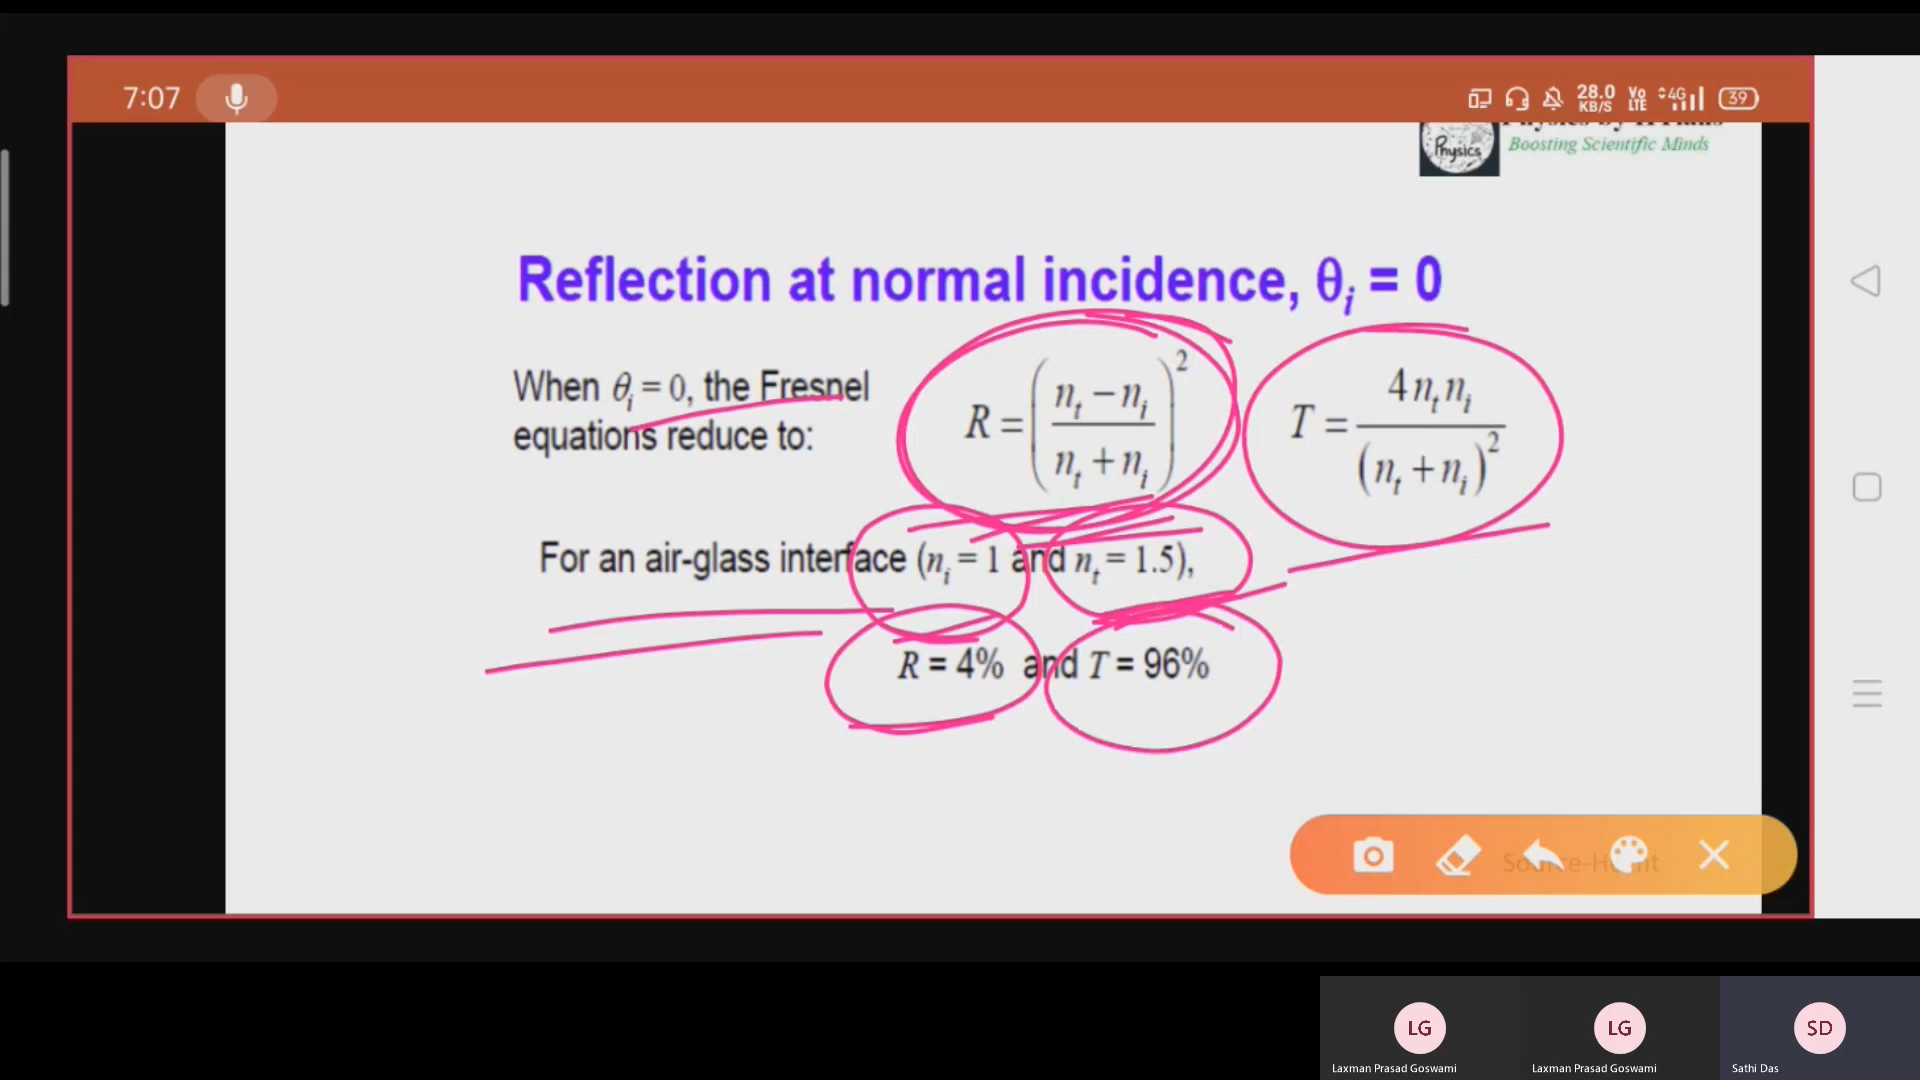 7:07
28.0 KB/S Vo LTE 4G 39
Physics
Boosting Scientific Minds
Reflection at normal incidence, θᵢ = 0
When θᵢ = 0, the Fresnel
equations reduce to:
R = ((nₜ − nᵢ)/(nₜ + nᵢ))²
T = 4nₜnᵢ/(nₜ + nᵢ)²
For an air-glass interface (nᵢ = 1 and nₜ = 1.5),
R = 4% and T = 96%
LG
LG
SD
Laxman Prasad Goswami
Laxman Prasad Goswami
Sathi Das